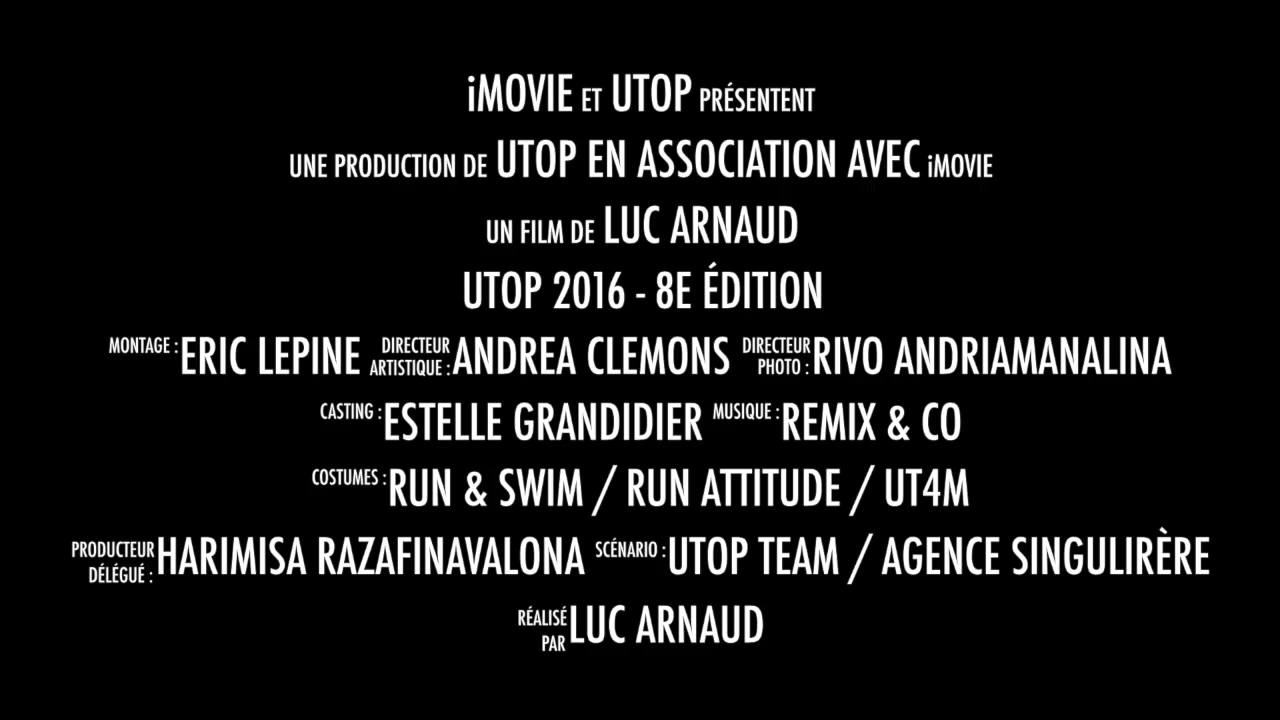 iMOVIE ET UTOP PRÉSENTENT
UNE PRODUCTION DE UTOP EN ASSOCIATION AVEC iMOVIE
UN FILM DE LUC ARNAUD
UTOP 2016 - 8E ÉDITION
MONTAGE : ERIC LEPINE DIRECTEUR ARTISTIQUE : ANDREA CLEMONS DIRECTEUR PHOTO : RIVO ANDRIAMANALINA
CASTING : ESTELLE GRANDIDIER MUSIQUE : REMIX & CO
COSTUMES : RUN & SWIM / RUN ATTITUDE / UT4M
PRODUCTEUR DÉLÉGUÉ : HARIMISA RAZAFINAVALONA SCÉNARIO : UTOP TEAM / AGENCE SINGULIRÈRE
RÉALISÉ PAR LUC ARNAUD